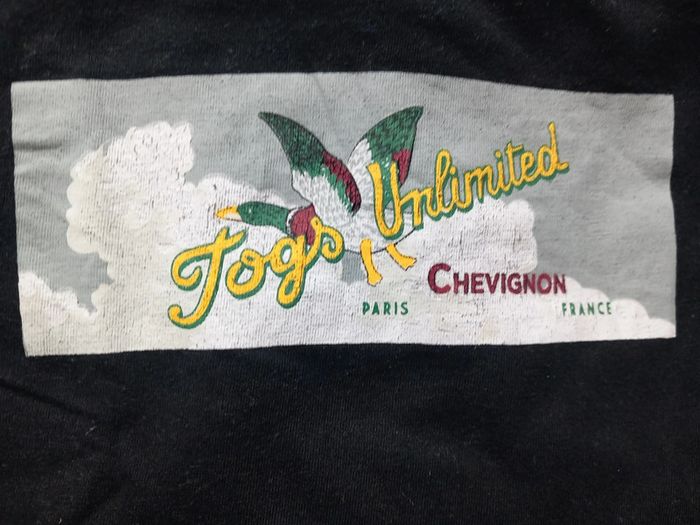 Togs Unlimited
CHEVIGNON
PARIS FRANCE